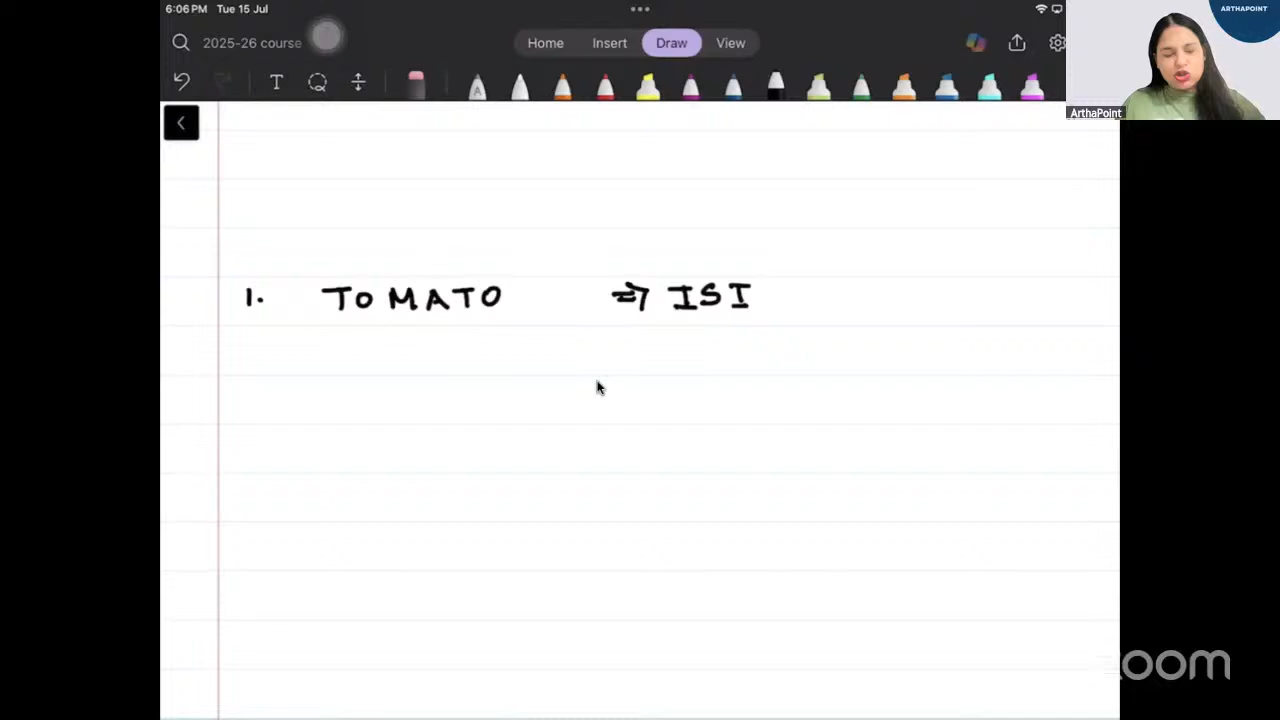 6:06 PM Tue 15 Jul
ARTHAPOINT
2025-26 course
Home Insert Draw View
T
A
ArthaPoint
1. TOMATO ⇒ ISI
zoom